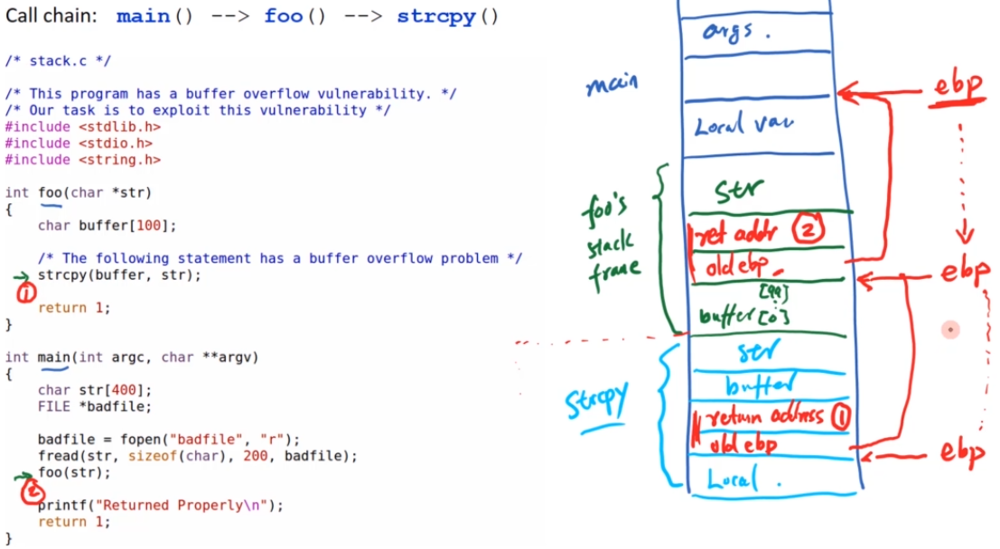 Call chain: main() --> foo() --> strcpy()
/* stack.c */
/* This program has a buffer overflow vulnerability. */
/* Our task is to exploit this vulnerability */
#include <stdlib.h>
#include <stdio.h>
#include <string.h>
int foo(char *str)
{
char buffer[100];
/* The following statement has a buffer overflow problem */
strcpy(buffer, str);
①
return 1;
}
int main(int argc, char **argv)
{
char str[400];
FILE *badfile;
badfile = fopen("badfile", "r");
fread(str, sizeof(char), 200, badfile);
foo(str);
②
printf("Returned Properly\n");
return 1;
}
args.
main
ebp
Local var
foo's
stack
frame
str
ret addr ②
old ebp
ebp
[99]
buffer [0]
strcpy
str
buffer
return address ①
old ebp
ebp
Local.